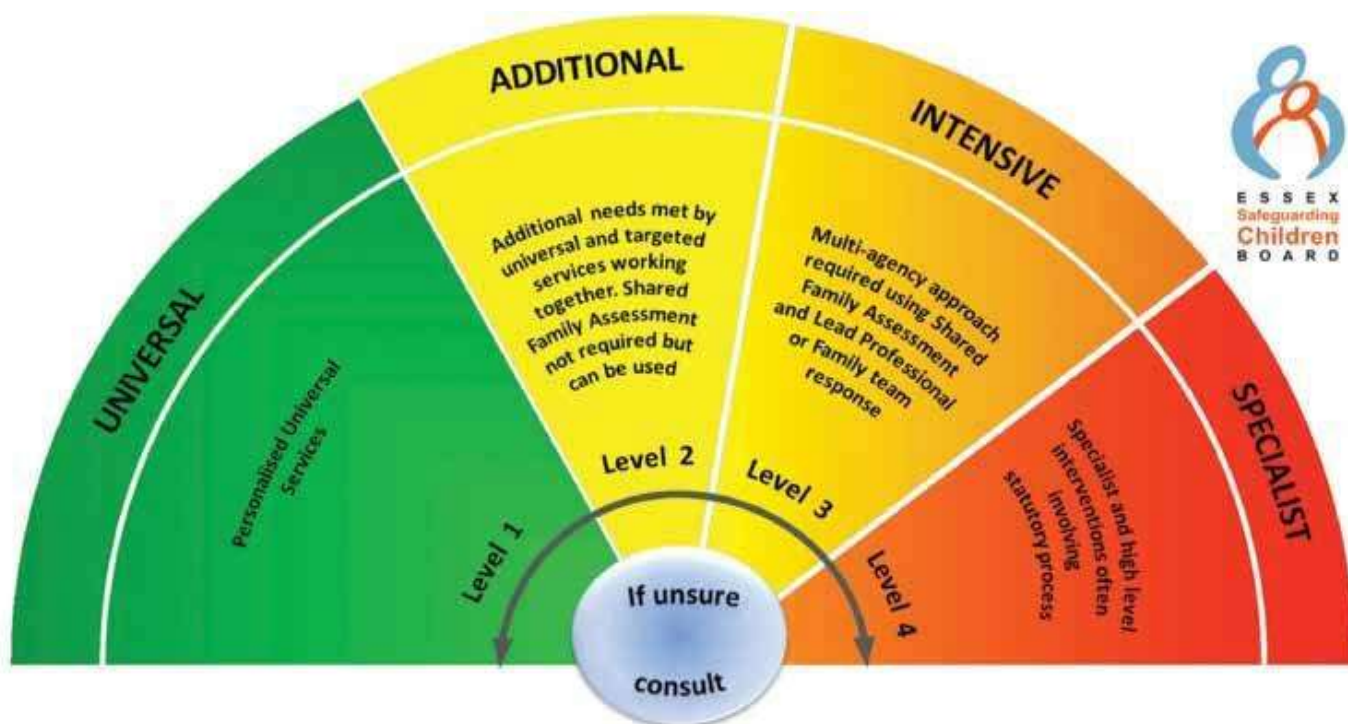 UNIVERSAL
Personalised Universal
Services
Level 1
ADDITIONAL
Additional needs met by
universal and targeted
services working
together. Shared
Family Assessment
not required but
can be used
Level 2
INTENSIVE
Multi-agency approach
required using Shared
Family Assessment
and Lead Professional
or Family team
response
Level 3
SPECIALIST
Specialist and high level
interventions often
involving
statutory process
Level 4
If unsure
consult
ESSEX
Safeguarding
Children
BOARD